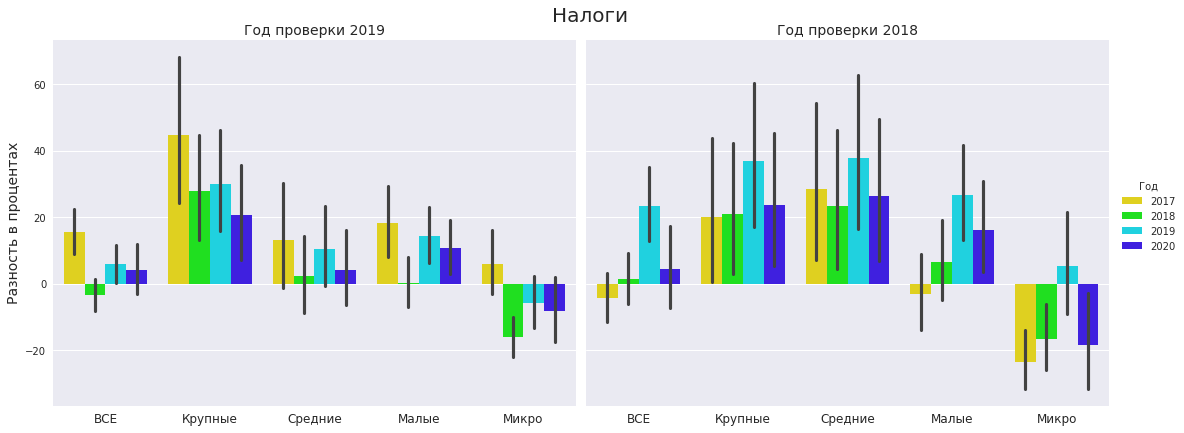 Налоги
Год проверки 2019
Год проверки 2018
Разность в процентах
60
40
20
0
−20
ВСЕ
Крупные
Средние
Малые
Микро
ВСЕ
Крупные
Средние
Малые
Микро
Год
2017
2018
2019
2020